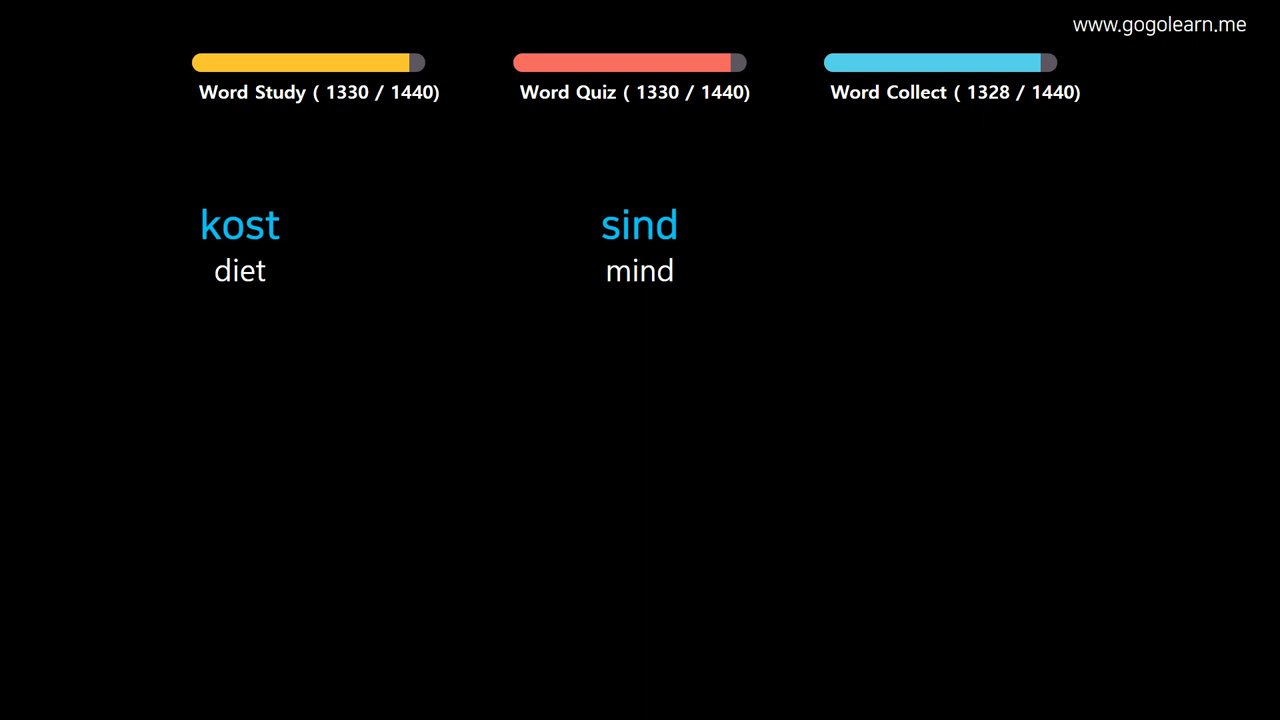 www.gogolearn.me
Word Study ( 1330 / 1440)
Word Quiz ( 1330 / 1440)
Word Collect ( 1328 / 1440)
kost
diet
sind
mind